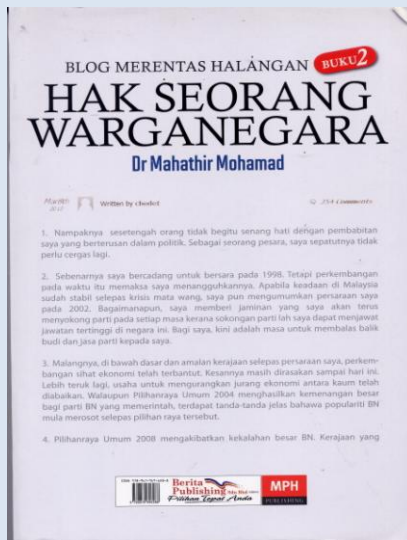 BLOG MERENTAS HALANGAN BUKU2
HAK SEORANG
WARGANEGARA
Dr Mahathir Mohamad
Written by chedet
Comments
1. Nampaknya sesetengah orang tidak begitu senang hati dengan pembabitan
saya yang berterusan dalam politik. Sebagai seorang pesara, saya sepatutnya tidak
perlu cergas lagi.
2. Sebenarnya saya bercadang untuk bersara pada 1998. Tetapi perkembangan
pada waktu itu memaksa saya menangguhkannya. Apabila keadaan di Malaysia
sudah stabil selepas krisis mata wang, saya pun mengumumkan persaraan saya
pada 2002. Bagaimanapun, saya memberi jaminan yang saya akan terus
menyokong parti pada setiap masa kerana sokongan parti lah saya dapat menjawat
jawatan tertinggi di negara ini. Bagi saya, kini adalah masa untuk membalas balik
budi dan jasa parti kepada saya.
3. Malangnya, di bawah dasar dan amalan kerajaan selepas persaraan saya, perkem-
bangan sihat ekonomi telah terbantut. Kesannya masih dirasakan sampai hari ini.
Lebih teruk lagi, usaha untuk mengurangkan jurang ekonomi antara kaum telah
diabaikan. Walaupun Pilihanraya Umum 2004 menghasilkan kemenangan besar
bagi parti BN yang memerintah, terdapat tanda-tanda jelas bahawa populariti BN
mula merosot selepas pilihan raya tersebut.
4. Pilihanraya Umum 2008 mengakibatkan kekalahan besar BN. Kerajaan yang
Berita
Publishing Sdn Bhd
Pilihan Tepat Anda
MPH
PUBLISHING